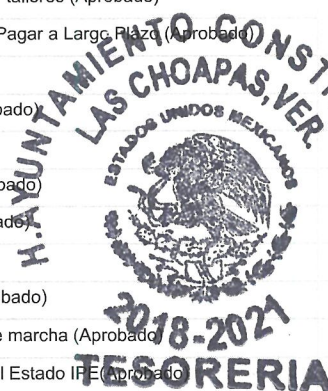 talleres (Aprobado)
Pagar a Largo Plazo (Aprobado)
bado)
bado)
ado)
bado)
e marcha (Aprobado)
l Estado IPE(Aprobado)
H. AYUNTAMIENTO CONSTI
LAS CHOAPAS, VER.
ESTADOS UNIDOS MEXICANOS
2018-2021
TESORERIA